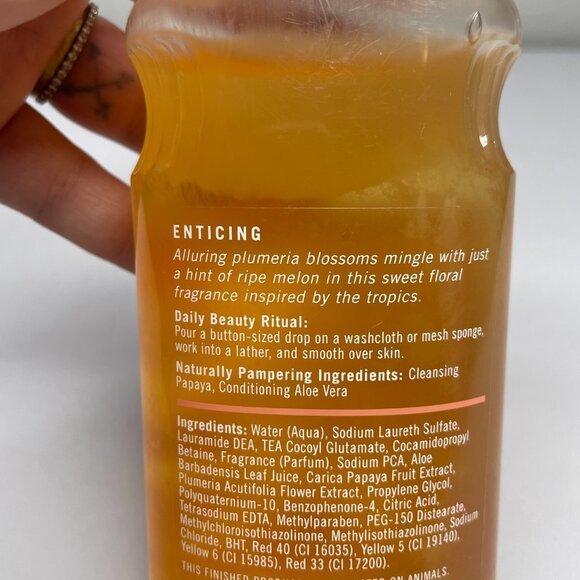 ENTICING
Alluring plumeria blossoms mingle with just
a hint of ripe melon in this sweet floral
fragrance inspired by the tropics.
Daily Beauty Ritual:
Pour a button-sized drop on a washcloth or mesh sponge,
work into a lather, and smooth over skin.
Naturally Pampering Ingredients: Cleansing
Papaya, Conditioning Aloe Vera
Ingredients: Water (Aqua), Sodium Laureth Sulfate,
Lauramide DEA, TEA Cocoyl Glutamate, Cocamidopropyl
Betaine, Fragrance (Parfum), Sodium PCA, Aloe
Barbadensis Leaf Juice, Carica Papaya Fruit Extract,
Plumeria Acutifolia Flower Extract, Propylene Glycol,
Polyquaternium-10, Benzophenone-4, Citric Acid,
Tetrasodium EDTA, Methylparaben, PEG-150 Distearate,
Methylchloroisothiazolinone, Methylisothiazolinone, Sodium
Chloride, BHT, Red 40 (CI 16035), Yellow 5 (CI 19140),
Yellow 6 (CI 15985), Red 33 (CI 17200).
THIS FINISHED ON ANIMALS.